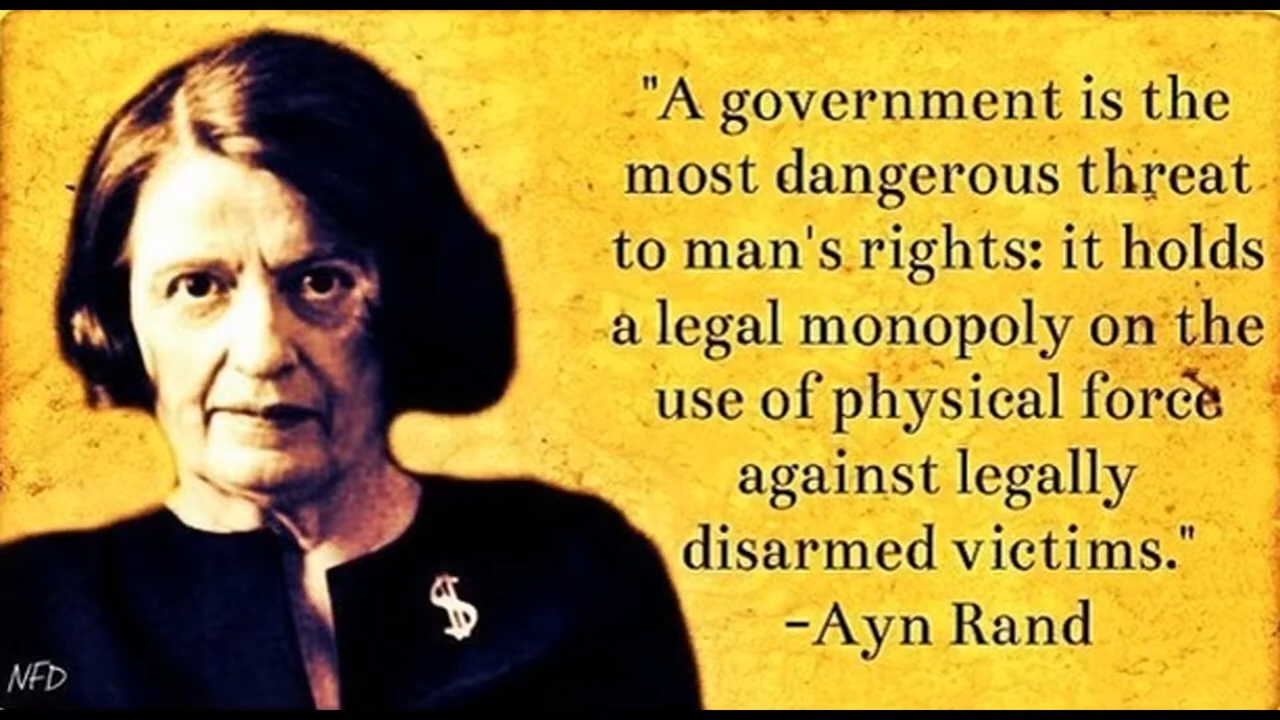 "A government is the
most dangerous threat
to man's rights: it holds
a legal monopoly on the
use of physical force
against legally
disarmed victims."
-Ayn Rand
$
NFD